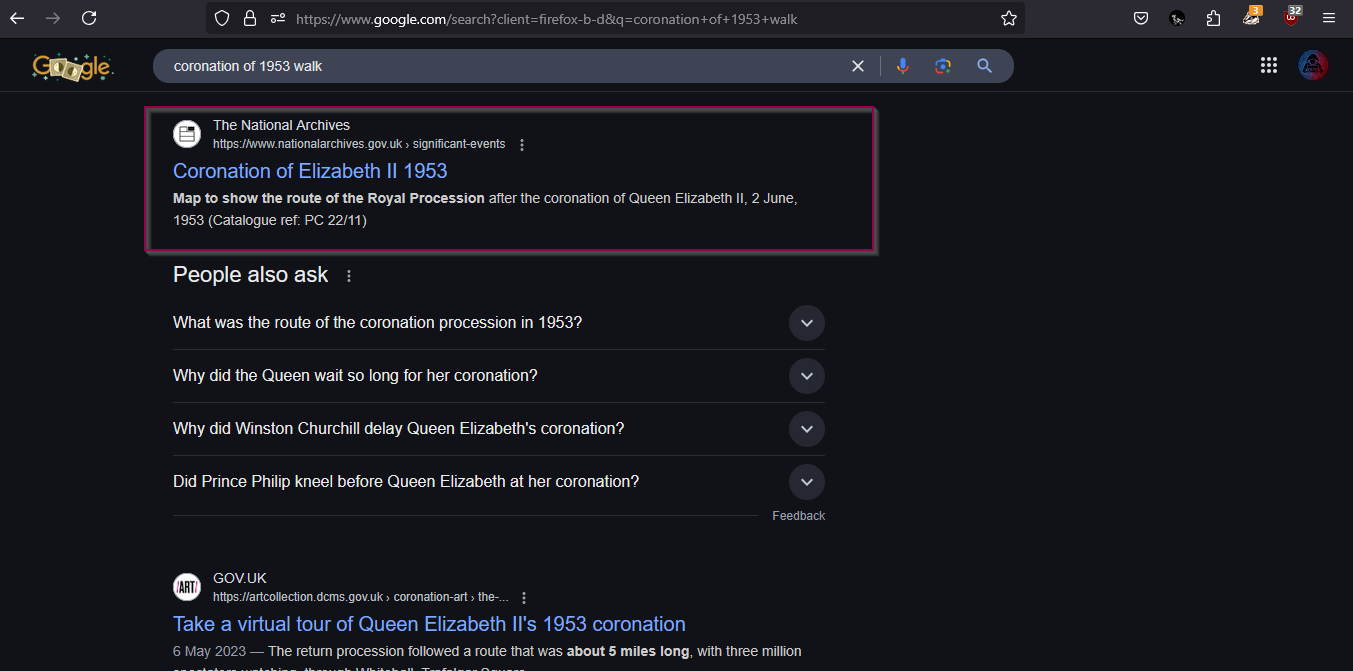 https://www.google.com/search?client=firefox-b-d&q=coronation+of+1953+walk
3
32
Google
coronation of 1953 walk
The National Archives
https://www.nationalarchives.gov.uk › significant-events
Coronation of Elizabeth II 1953
Map to show the route of the Royal Procession after the coronation of Queen Elizabeth II, 2 June,
1953 (Catalogue ref: PC 22/11)
People also ask
What was the route of the coronation procession in 1953?
Why did the Queen wait so long for her coronation?
Why did Winston Churchill delay Queen Elizabeth's coronation?
Did Prince Philip kneel before Queen Elizabeth at her coronation?
Feedback
/ART/
GOV.UK
https://artcollection.dcms.gov.uk › coronation-art › the-...
Take a virtual tour of Queen Elizabeth II's 1953 coronation
6 May 2023 — The return procession followed a route that was about 5 miles long, with three million
spectators watching, through Whitehall, Trafalgar Square